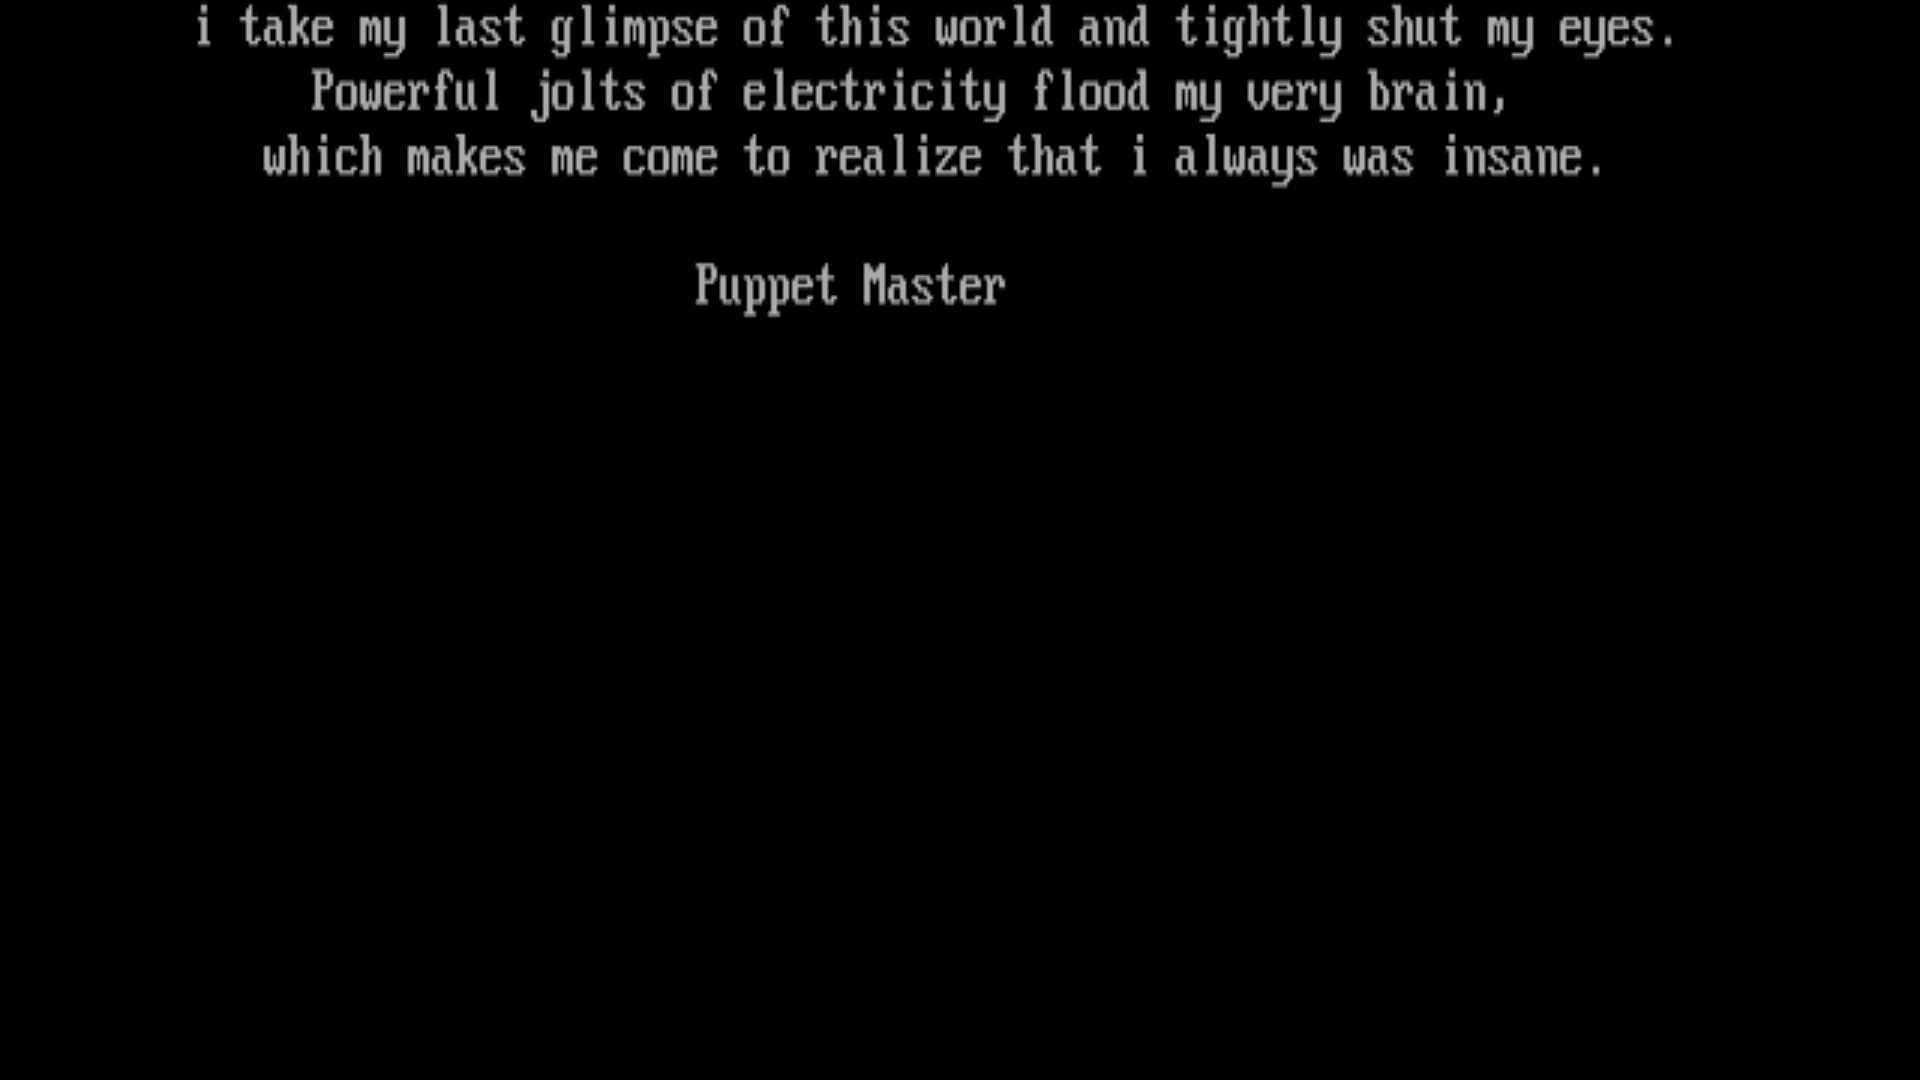 i take my last glimpse of this world and tightly shut my eyes.
Powerful jolts of electricity flood my very brain,
which makes me come to realize that i always was insane.
Puppet Master